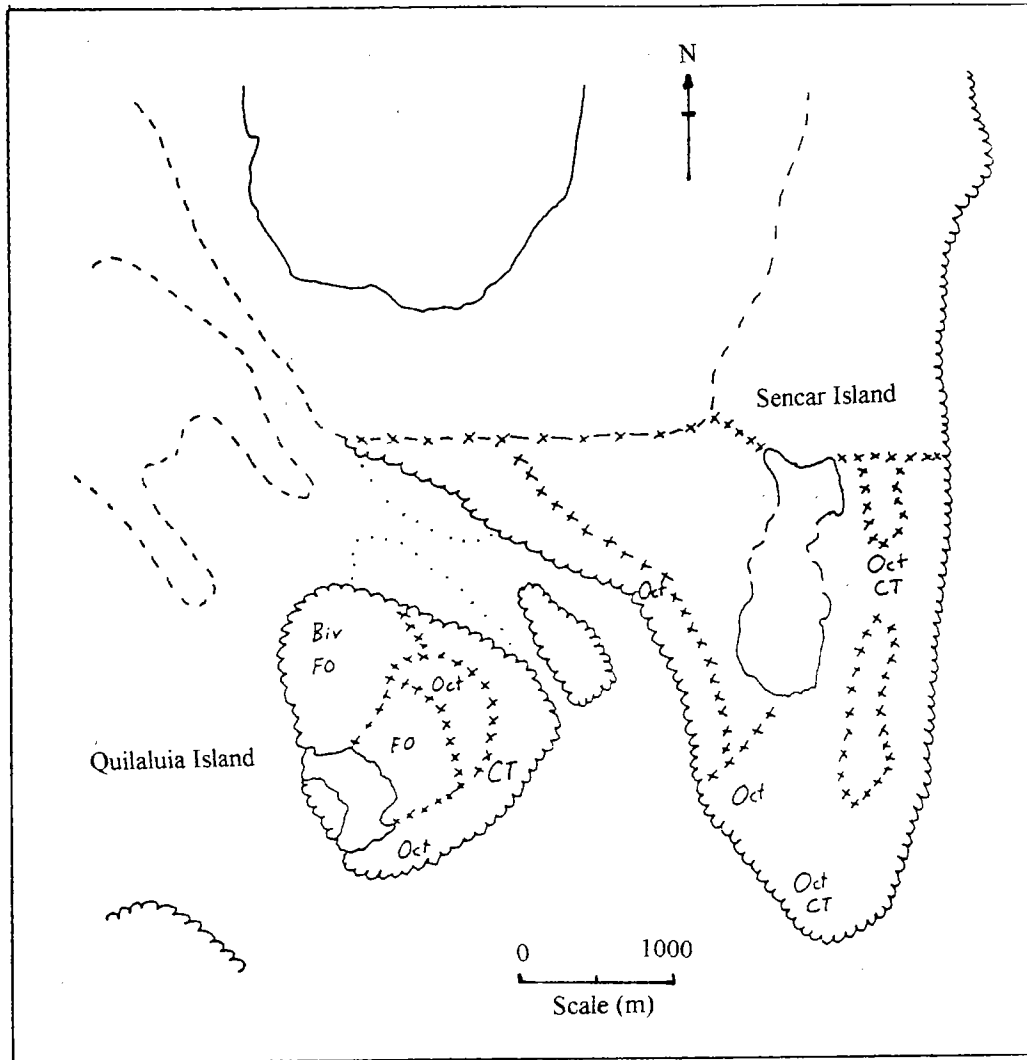 N
Sencar Island
Oct
CT
Oct
Biv
FO
Oct
FO
Quilaluia Island
CT
Oct
Oct
Oct
CT
0 1000
Scale (m)